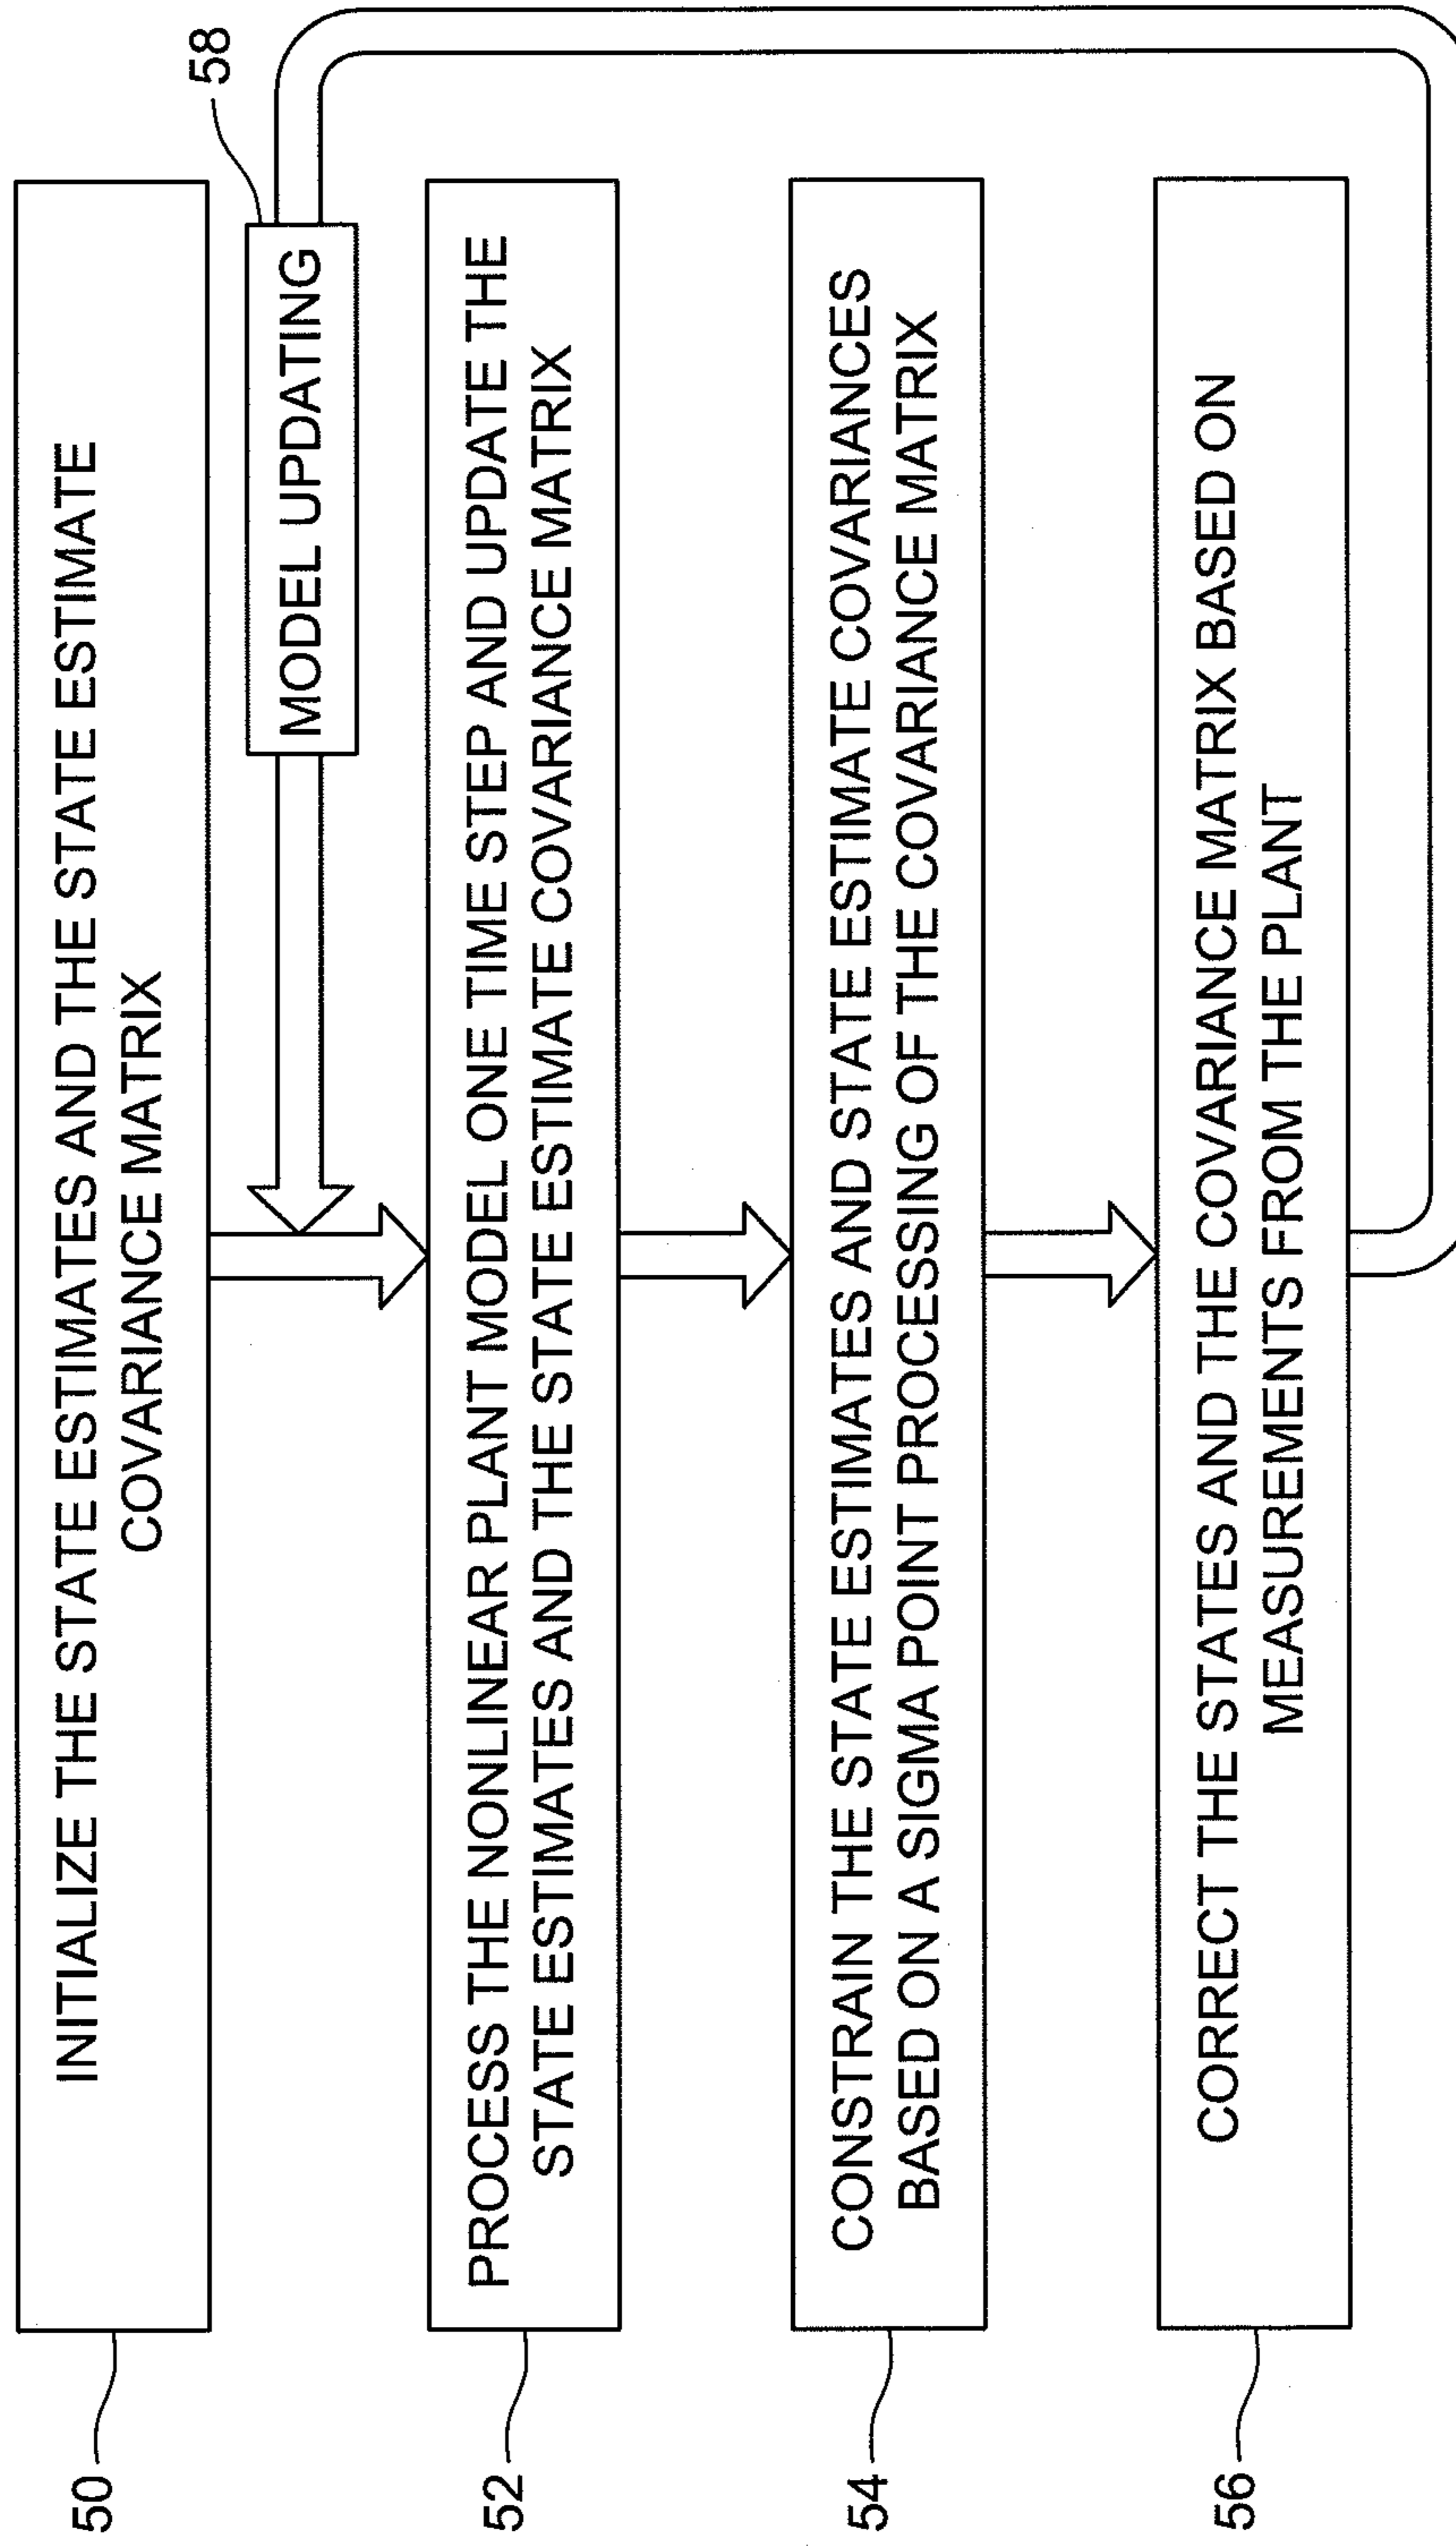 50
INITIALIZE THE STATE ESTIMATES AND THE STATE ESTIMATE
COVARIANCE MATRIX
58
MODEL UPDATING
52
PROCESS THE NONLINEAR PLANT MODEL ONE TIME STEP AND UPDATE THE
STATE ESTIMATES AND THE STATE ESTIMATE COVARIANCE MATRIX
54
CONSTRAIN THE STATE ESTIMATES AND STATE ESTIMATE COVARIANCES
BASED ON A SIGMA POINT PROCESSING OF THE COVARIANCE MATRIX
56
CORRECT THE STATES AND THE COVARIANCE MATRIX BASED ON
MEASUREMENTS FROM THE PLANT